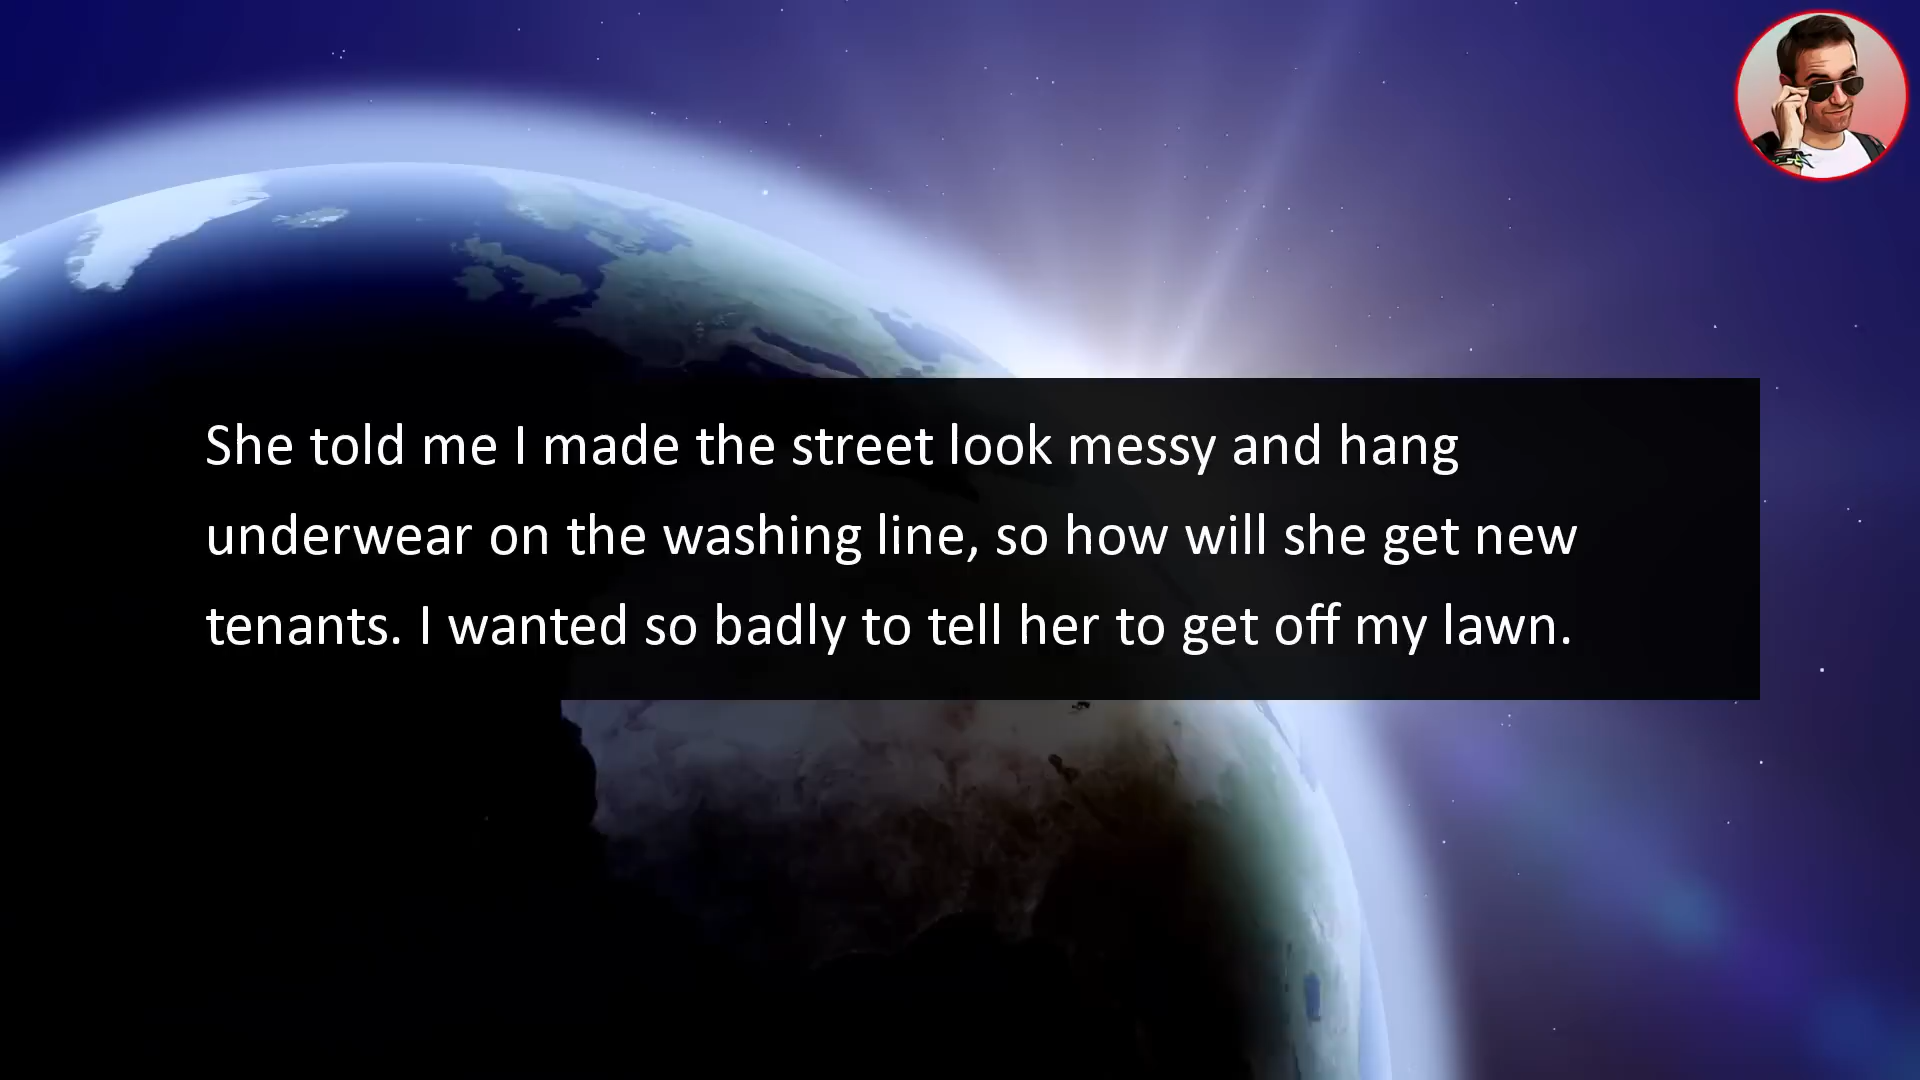 She told me I made the street look messy and hang
underwear on the washing line, so how will she get new
tenants. I wanted so badly to tell her to get off my lawn.